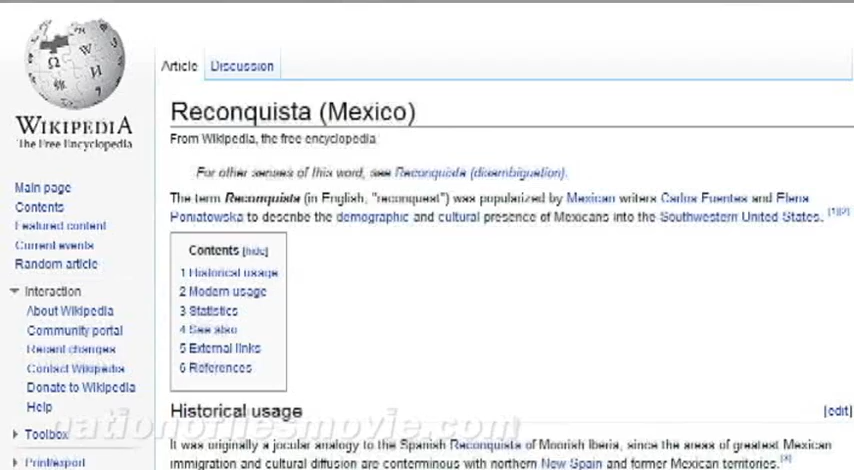 Article Discussion
Reconquista (Mexico)
From Wikipedia, the free encyclopedia
For other senses of this word, see Reconquista (disambiguation).
The term Reconquista (in English, "reconquest") was popularized by Mexican writers Carlos Fuentes and Elena
Poniatowska to describe the demographic and cultural presence of Mexicans into the Southwestern United States. [1][2]
Contents [hide]
1 Historical usage
2 Modern usage
3 Statistics
4 See also
5 External links
6 References
Historical usage [edit]
It was originally a jocular analogy to the Spanish Reconquista of Moorish Iberia, since the areas of greatest Mexican
immigration and cultural diffusion are conterminous with northern New Spain and former Mexican territories.[3]
WIKIPEDIA
The Free Encyclopedia
Main page
Contents
Featured content
Current events
Random article
Interaction
About Wikipedia
Community portal
Recent changes
Contact Wikipedia
Donate to Wikipedia
Help
Toolbox
Print/export
nationofliesmovie.com